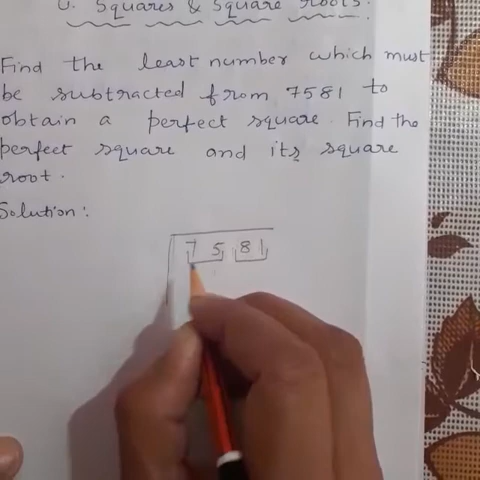 U. Squares & Square roots.
Find the least number which must
be subtracted from 7581 to
obtain a perfect square. Find the
perfect square and its square
root.
Solution:
7 5 8 1